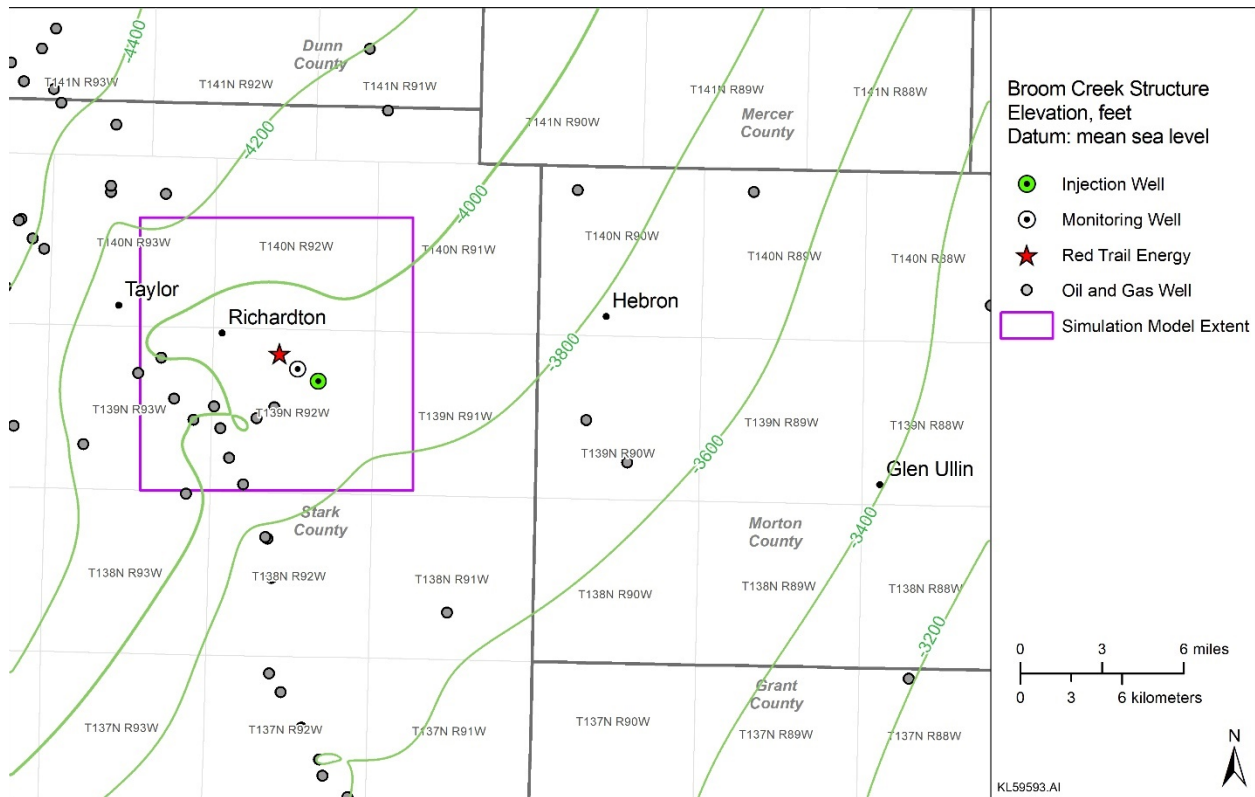 -4400
Dunn
County
T141N R93W
T141N R92W
T141N R91W
T141N R89W
T141N R88W
-4200
T141N R90W
Mercer
County
-4000
T140N R93W
T140N R92W
T140N R91W
T140N R90W
T140N R89W
T140N R88W
Taylor
Richardton
Hebron
-3800
T139N R93W
T139N R92W
T139N R91W
T139N R90W
T139N R89W
T139N R88W
-3600
Glen Ullin
Stark
County
Morton
County
-3400
T138N R93W
T138N R92W
T138N R91W
T138N R90W
T138N R89W
T138N R88W
-3200
Grant
County
T137N R93W
T137N R92W
T137N R91W
T137N R90W
T137N R89W
T137N R88W
Broom Creek Structure
Elevation, feet
Datum: mean sea level
Injection Well
Monitoring Well
Red Trail Energy
Oil and Gas Well
Simulation Model Extent
0 3 6 miles
0 3 6 kilometers
N
KL59593.AI